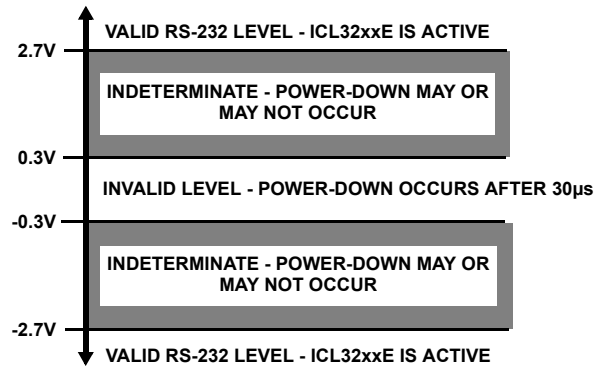 VALID RS-232 LEVEL - ICL32xxE IS ACTIVE
2.7V
INDETERMINATE - POWER-DOWN MAY OR
MAY NOT OCCUR
0.3V
INVALID LEVEL - POWER-DOWN OCCURS AFTER 30µs
-0.3V
INDETERMINATE - POWER-DOWN MAY OR
MAY NOT OCCUR
-2.7V
VALID RS-232 LEVEL - ICL32xxE IS ACTIVE